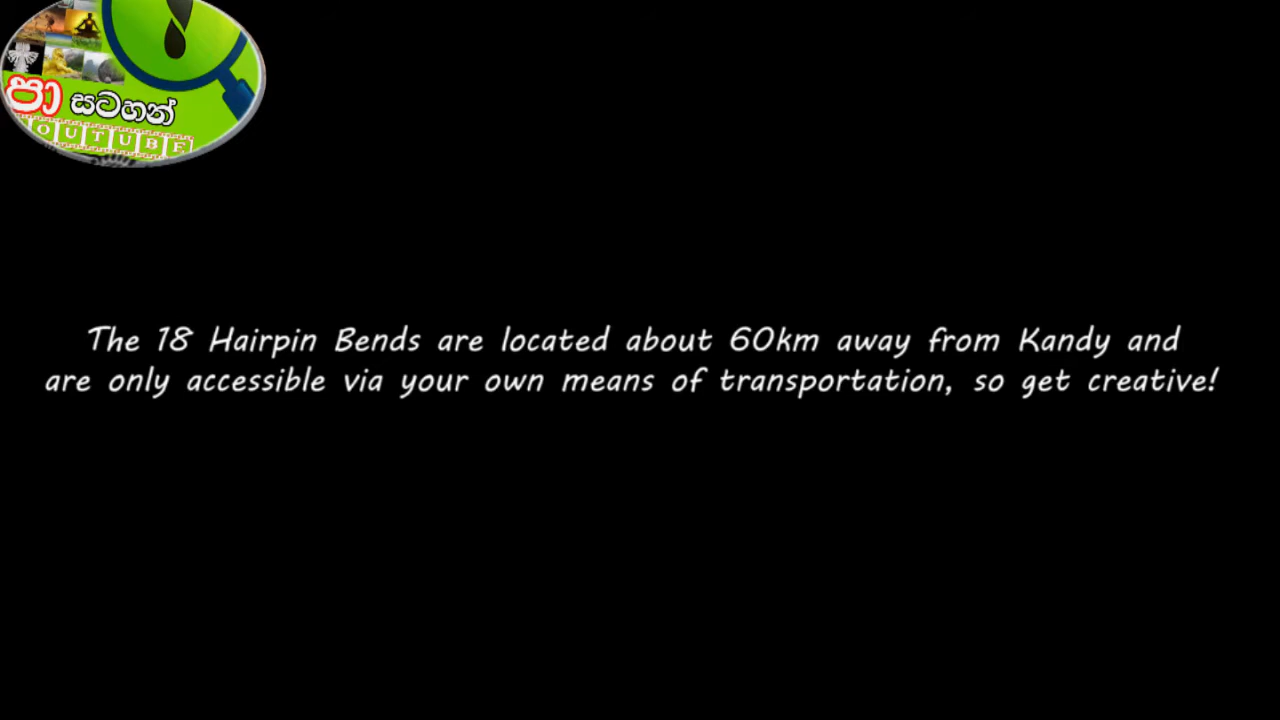 පා සටහන්
OUTUBE
The 18 Hairpin Bends are located about 60km away from Kandy and
are only accessible via your own means of transportation, so get creative!